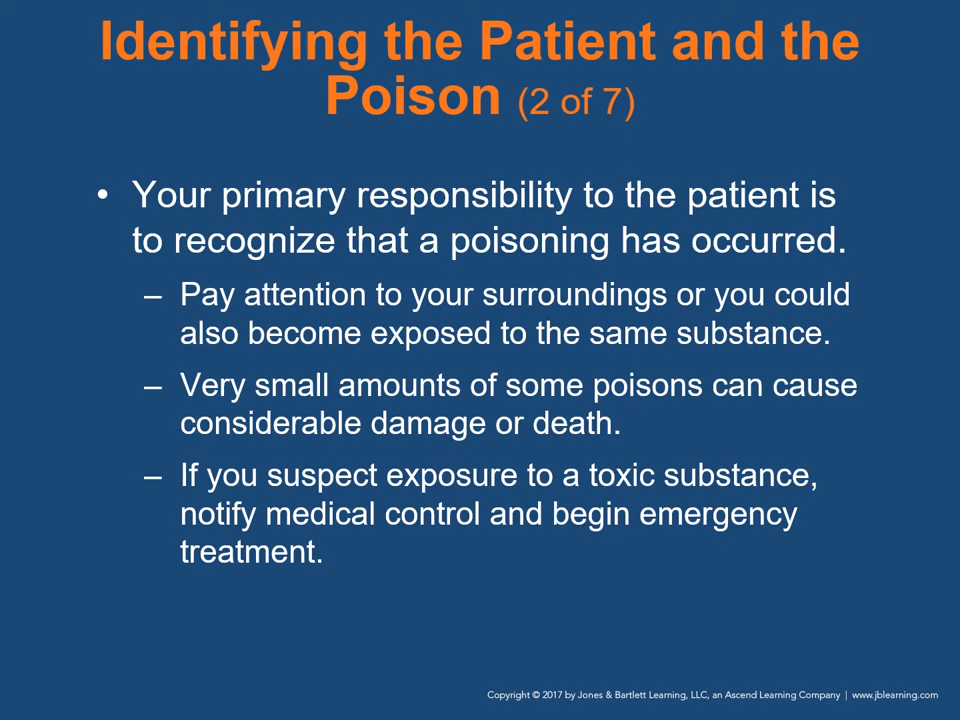 Identifying the Patient and the
Poison (2 of 7)
• Your primary responsibility to the patient is
to recognize that a poisoning has occurred.
– Pay attention to your surroundings or you could
also become exposed to the same substance.
– Very small amounts of some poisons can cause
considerable damage or death.
– If you suspect exposure to a toxic substance,
notify medical control and begin emergency
treatment.
Copyright © 2017 by Jones & Bartlett Learning, LLC, an Ascend Learning Company | www.jblearning.com